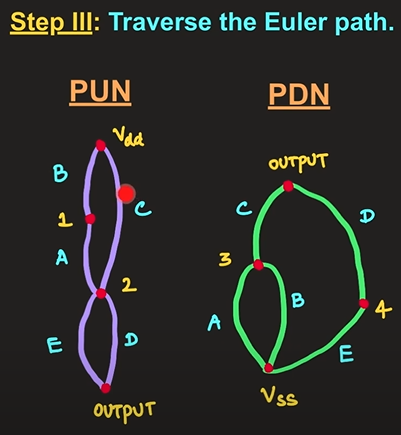 Step III: Traverse the Euler path.
PUN
PDN
Vdd
B
C
1
A
2
E
D
OUTPUT
OUTPUT
C
D
3
4
A
B
E
Vss